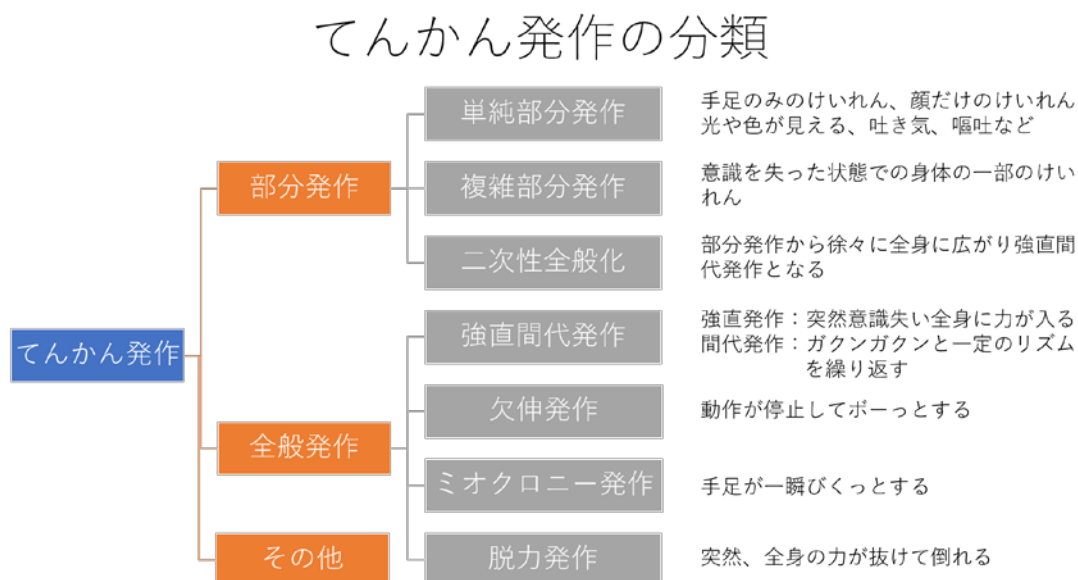 てんかん発作の分類
単純部分発作
手足のみのけいれん、顔だけのけいれん
光や色が見える、吐き気、嘔吐など
部分発作
複雑部分発作
意識を失った状態での身体の一部のけい
れん
二次性全般化
部分発作から徐々に全身に広がり強直間
代発作となる
てんかん発作
強直間代発作
強直発作：突然意識失い全身に力が入る
間代発作：ガクンガクンと一定のリズム
を繰り返す
欠伸発作
動作が停止してボーっとする
全般発作
ミオクロニー発作
手足が一瞬びくっとする
その他
脱力発作
突然、全身の力が抜けて倒れる